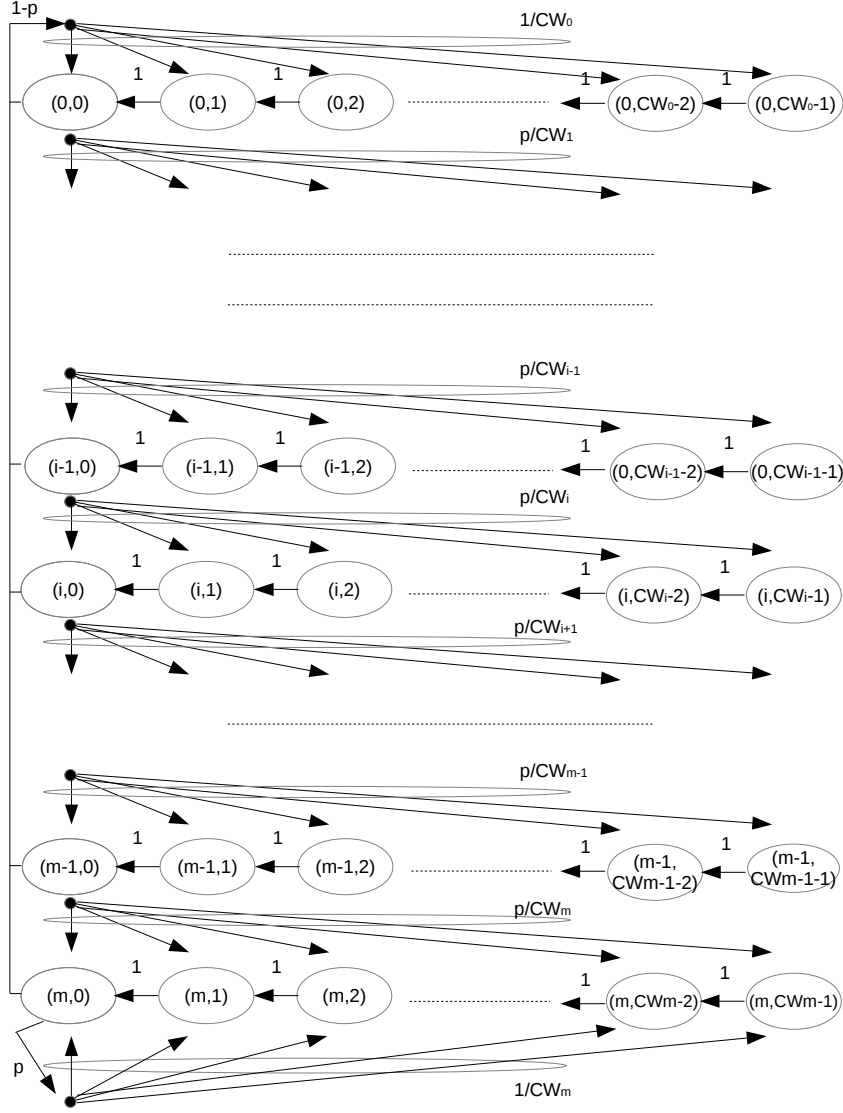 1-p
1/CW₀
1 1 1 1
(0,0) (0,1) (0,2) (0,CW₀-2) (0,CW₀-1)
p/CW₁
p/CWᵢ₋₁
1 1 1 1
(i-1,0) (i-1,1) (i-1,2) (0,CWᵢ₋₁-2) (0,CWᵢ₋₁-1)
p/CWᵢ
1 1 1 1
(i,0) (i,1) (i,2) (i,CWᵢ-2) (i,CWᵢ-1)
p/CWᵢ₊₁
p/CWₘ₋₁
1 1 1 1
(m-1,0) (m-1,1) (m-1,2) (m-1, (m-1,
CWm-1-2) CWm-1-1)
p/CWₘ
1 1 1 1
(m,0) (m,1) (m,2) (m,CWm-2) (m,CWm-1)
p
1/CWₘ